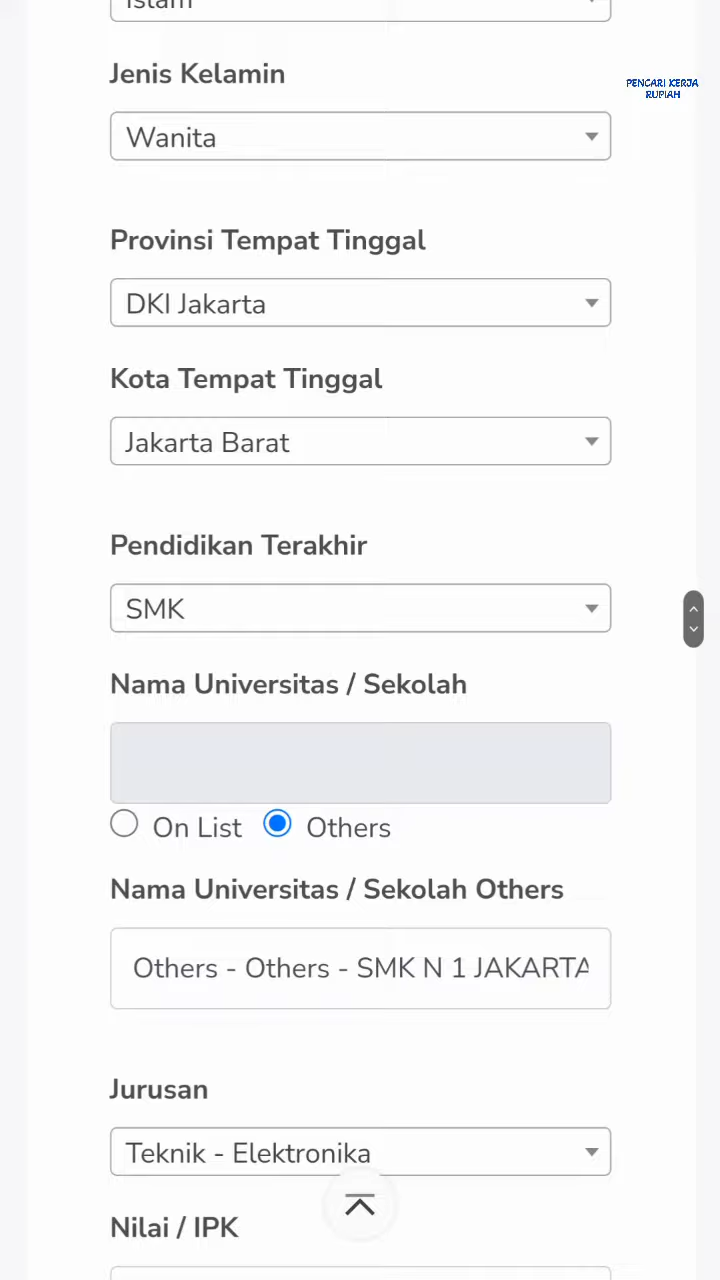 Islam
Jenis Kelamin
PENCARI KERJA
RUPIAH
Wanita
Provinsi Tempat Tinggal
DKI Jakarta
Kota Tempat Tinggal
Jakarta Barat
Pendidikan Terakhir
SMK
Nama Universitas / Sekolah
On List Others
Nama Universitas / Sekolah Others
Others - Others - SMK N 1 JAKARTA
Jurusan
Teknik - Elektronika
Nilai / IPK